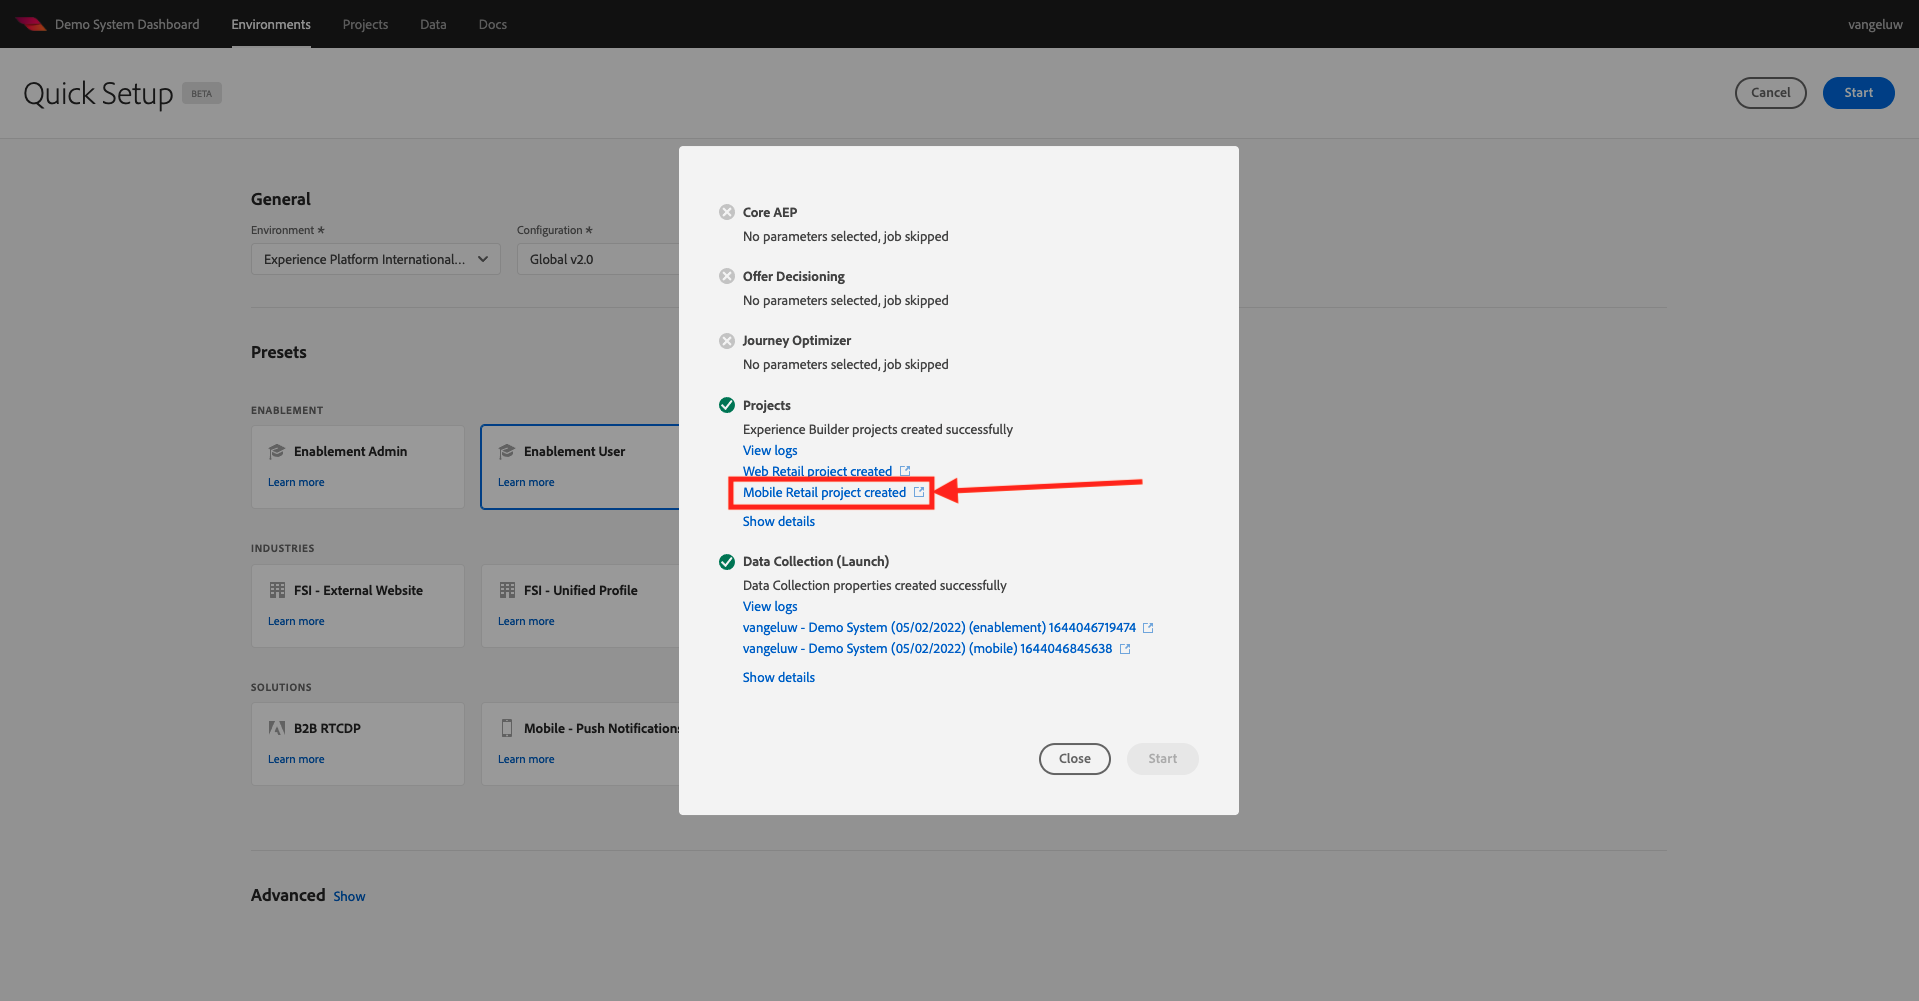 Demo System Dashboard
Environments
Projects
Data
Docs
vangeluw
Quick Setup
BETA
Cancel
Start
General
Environment *
Configuration *
Experience Platform International...
Global v2.0
Presets
ENABLEMENT
Enablement Admin
Learn more
Enablement User
Learn more
INDUSTRIES
FSI - External Website
Learn more
FSI - Unified Profile
Learn more
SOLUTIONS
B2B RTCDP
Learn more
Mobile - Push Notifications
Learn more
Advanced Show
Core AEP
No parameters selected, job skipped
Offer Decisioning
No parameters selected, job skipped
Journey Optimizer
No parameters selected, job skipped
Projects
Experience Builder projects created successfully
View logs
Web Retail project created
Mobile Retail project created
Show details
Data Collection (Launch)
Data Collection properties created successfully
View logs
vangeluw - Demo System (05/02/2022) (enablement) 1644046719474
vangeluw - Demo System (05/02/2022) (mobile) 1644046845638
Show details
Close
Start